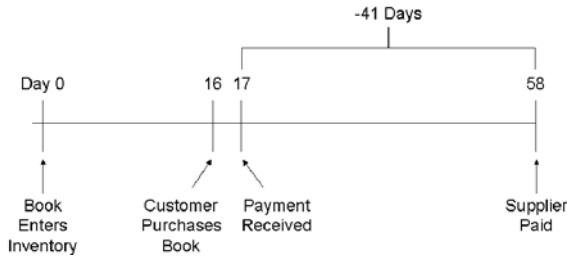 -41 Days
Day 0
16
17
58
Book
Enters
Inventory
Customer
Purchases
Book
Payment
Received
Supplier
Paid